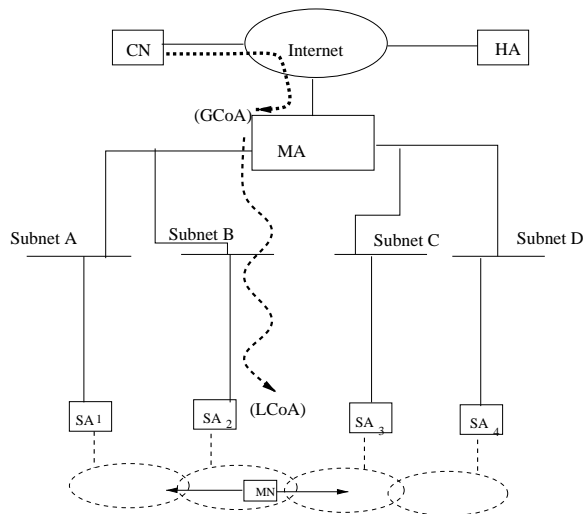 CN
Internet
HA
(GCoA)
MA
Subnet A
Subnet B
Subnet C
Subnet D
SA 1
SA 2
SA 3
SA 4
(LCoA)
MN